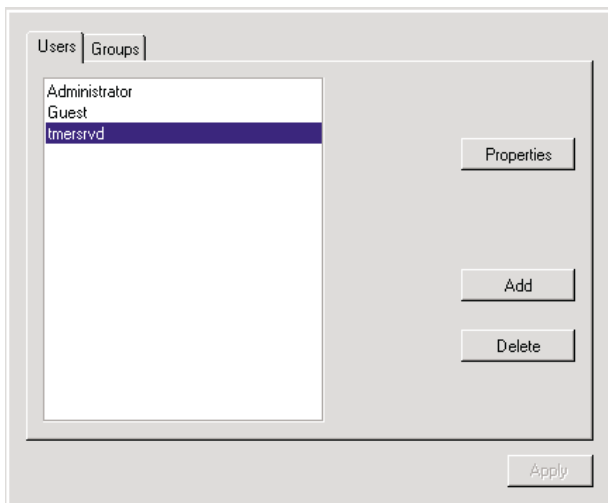 Users Groups
Administrator
Guest
tmersrvd
Properties
Add
Delete
Apply